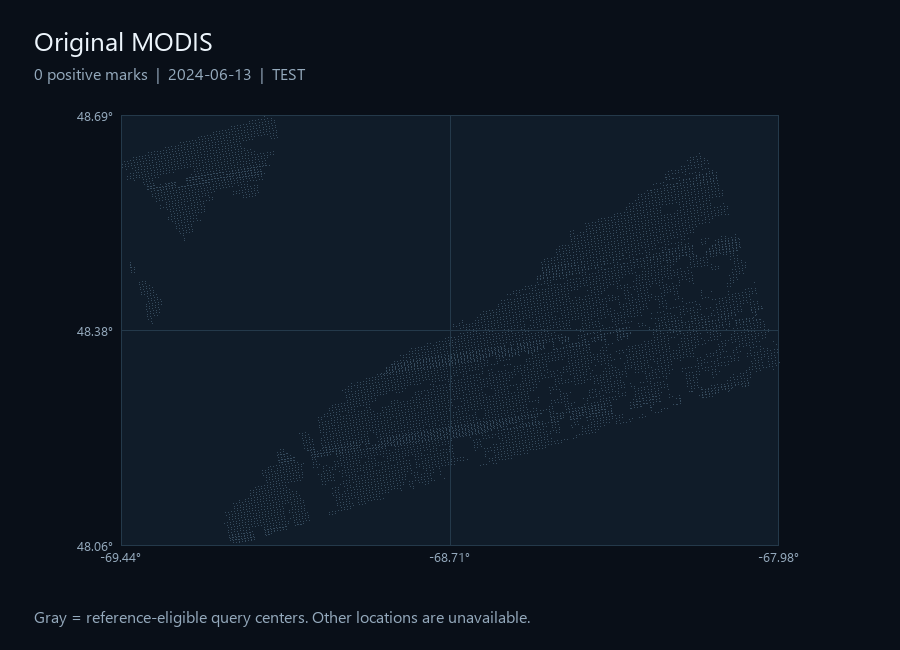 Original MODIS
0 positive marks | 2024-06-13 | TEST
48.69°
48.38°
48.06°
-69.44°
-68.71°
-67.98°
Gray = reference-eligible query centers. Other locations are unavailable.